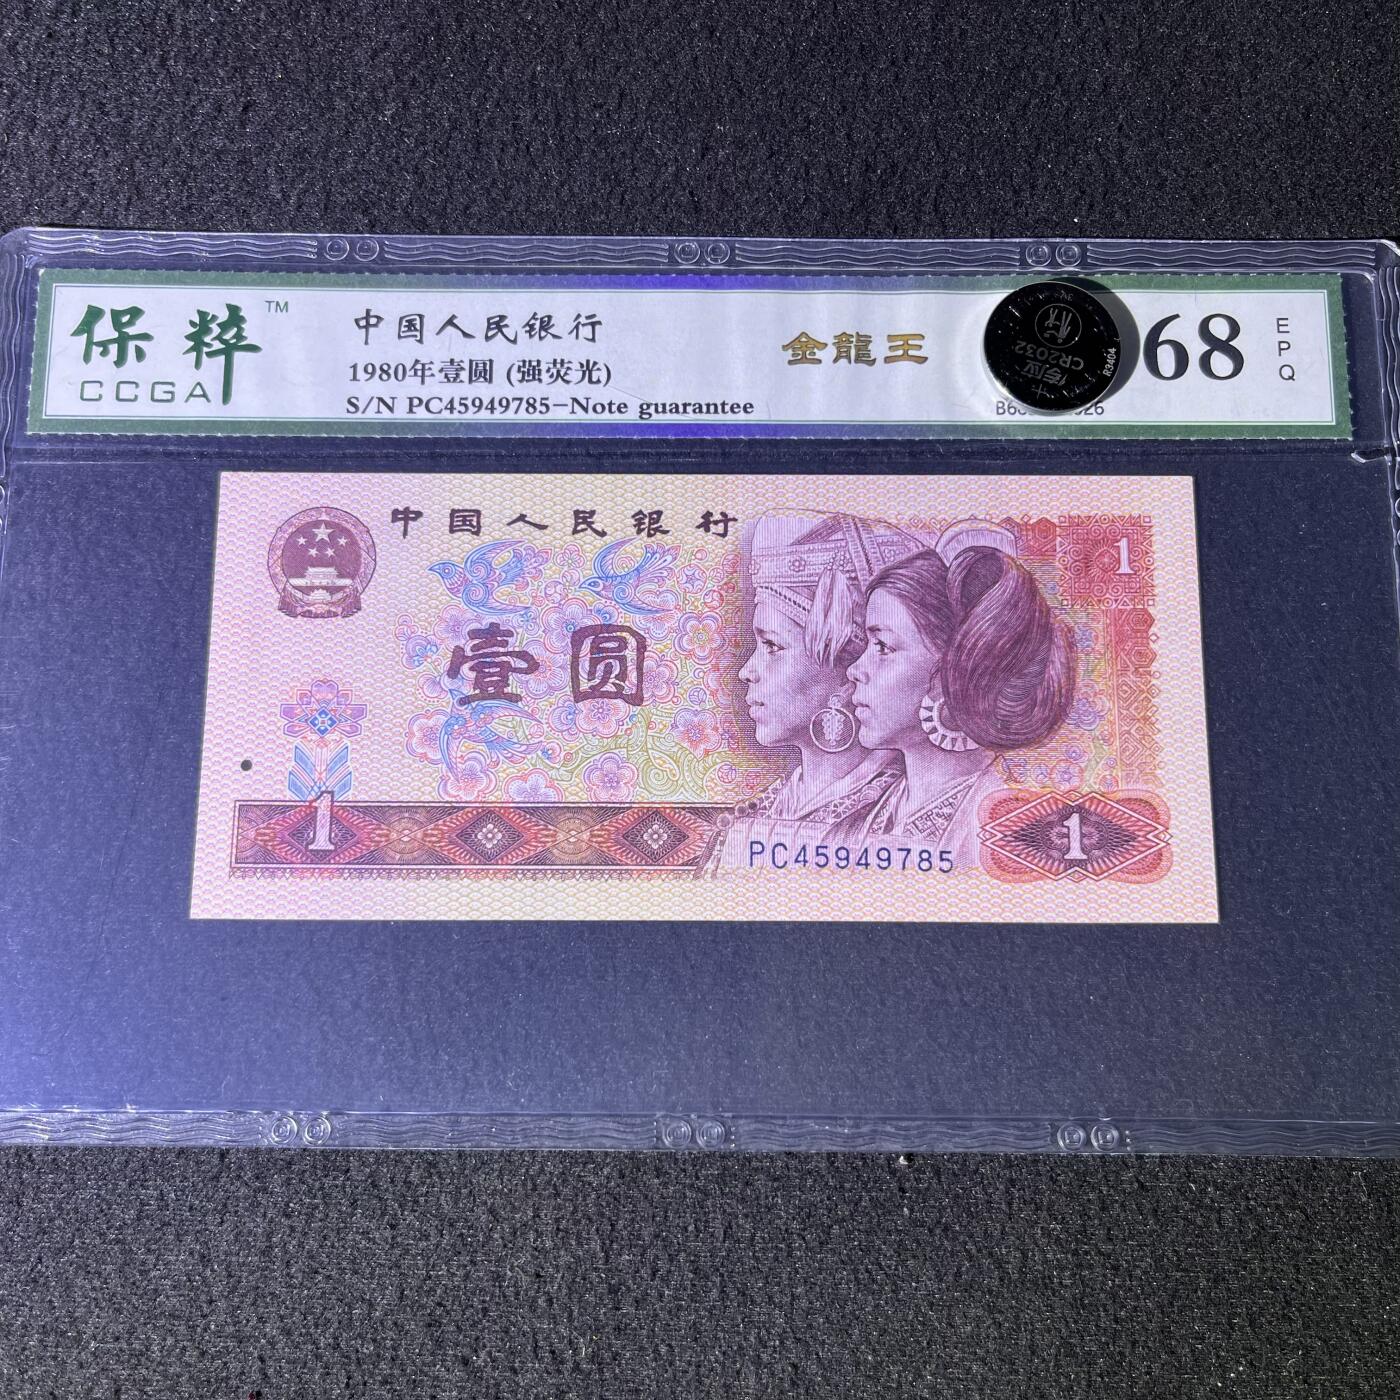 保粹™
CCGA
中国人民银行
1980年壹圆 (强荧光)
S/N PC45949785-Note guarantee
金龍王
CR2032
R3404
68
EPQ
中国人民银行
1
壹圆
1
PC45949785
1